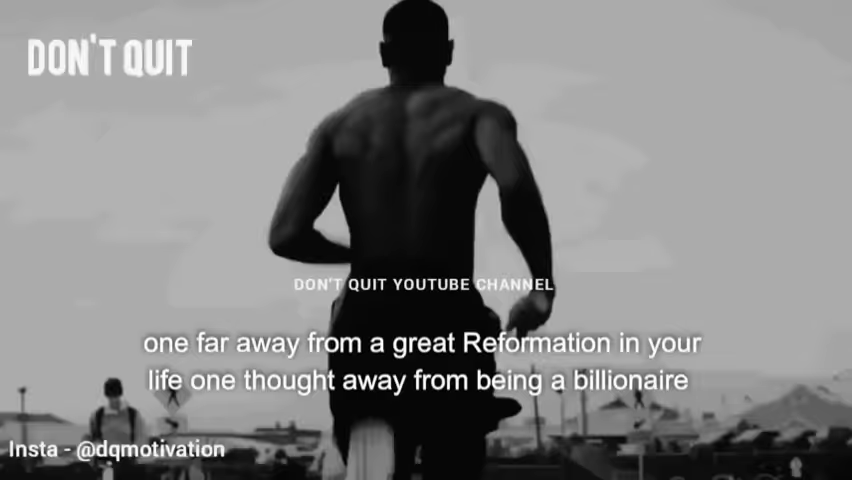 DON'T QUIT
DON'T QUIT YOUTUBE CHANNEL
one far away from a great Reformation in your
life one thought away from being a billionaire
Insta - @dqmotivation